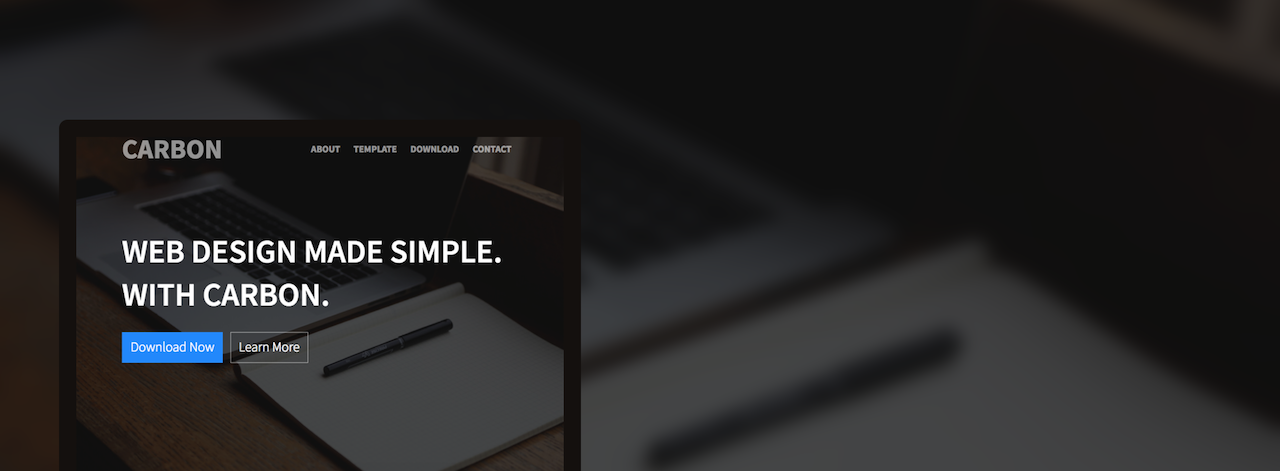 CARBON
ABOUT TEMPLATE DOWNLOAD CONTACT
WEB DESIGN MADE SIMPLE.
WITH CARBON.
Download Now Learn More